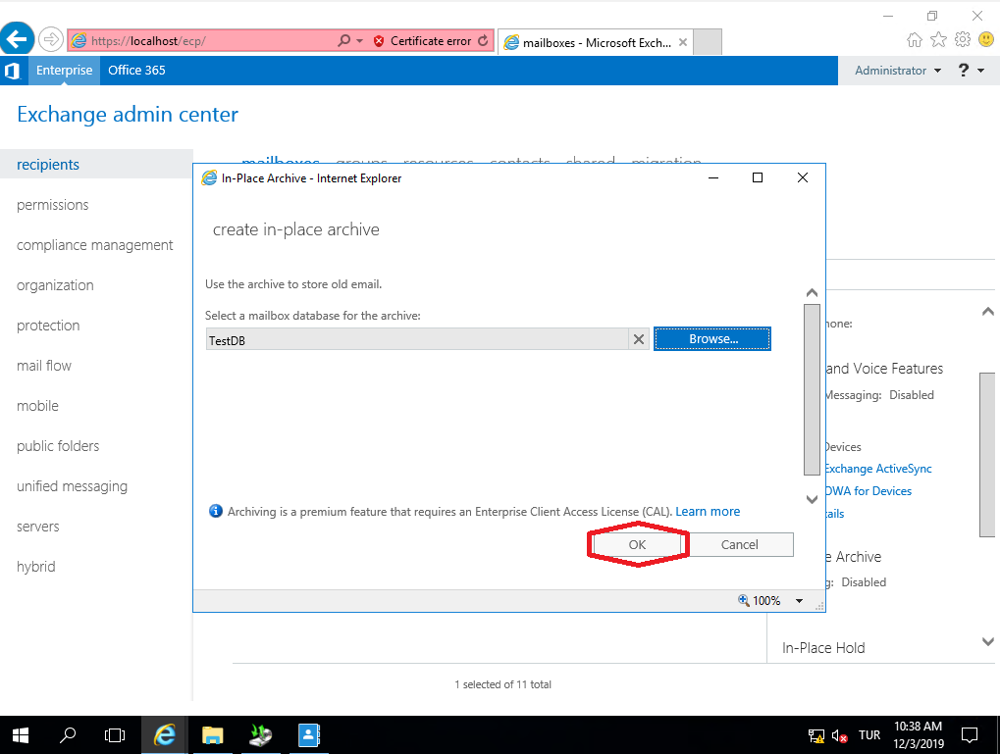 https://localhost/ecp/
Certificate error
mailboxes - Microsoft Exch...
Enterprise
Office 365
Administrator
?
Exchange admin center
recipients
permissions
compliance management
organization
protection
mail flow
mobile
public folders
unified messaging
servers
hybrid
mailboxes groups resources contacts shared migration
In-Place Archive - Internet Explorer
create in-place archive
Use the archive to store old email.
Select a mailbox database for the archive:
TestDB
Browse...
Archiving is a premium feature that requires an Enterprise Client Access License (CAL). Learn more
OK
Cancel
100%
hone:
and Voice Features
Messaging: Disabled
Devices
Exchange ActiveSync
OWA for Devices
tails
e Archive
g: Disabled
In-Place Hold
1 selected of 11 total
TUR
10:38 AM
12/3/2019